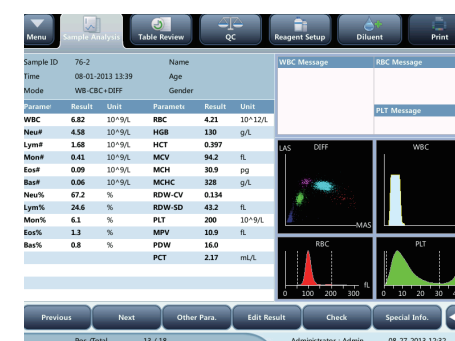 Menu Sample Analysis Table Review QC Reagent Setup Diluent Print
Sample ID 76-2 Name
Time 08-01-2013 13:39 Age
Mode WB-CBC+DIFF Gender
WBC Message RBC Message
PLT Message
Result Unit Result Unit
WBC 6.82 10^9/L RBC 4.21 10^12/L
Neu# 4.58 10^9/L HGB 130 g/L
Lym# 1.68 10^9/L HCT 0.397
Mon# 0.41 10^9/L MCV 94.2 fL
Eos# 0.09 10^9/L MCH 30.9 pg
Bas# 0.06 10^9/L MCHC 328 g/L
Neu% 67.2 % RDW-CV 0.134
Lym% 24.6 % RDW-SD 43.2 fL
Mon% 6.1 % PLT 200 10^9/L
Eos% 1.3 % MPV 10.9 fL
Bas% 0.8 % PDW 16.0
PCT 2.17 mL/L
LAS DIFF WBC
MAS
RBC PLT
fL
0 100 200 300 0 10 20 30
Previous Next Other Para. Edit Result Check Special Info.
Pos./Total 13 / 18 Administrator : Admin 08-27-2013 12:32